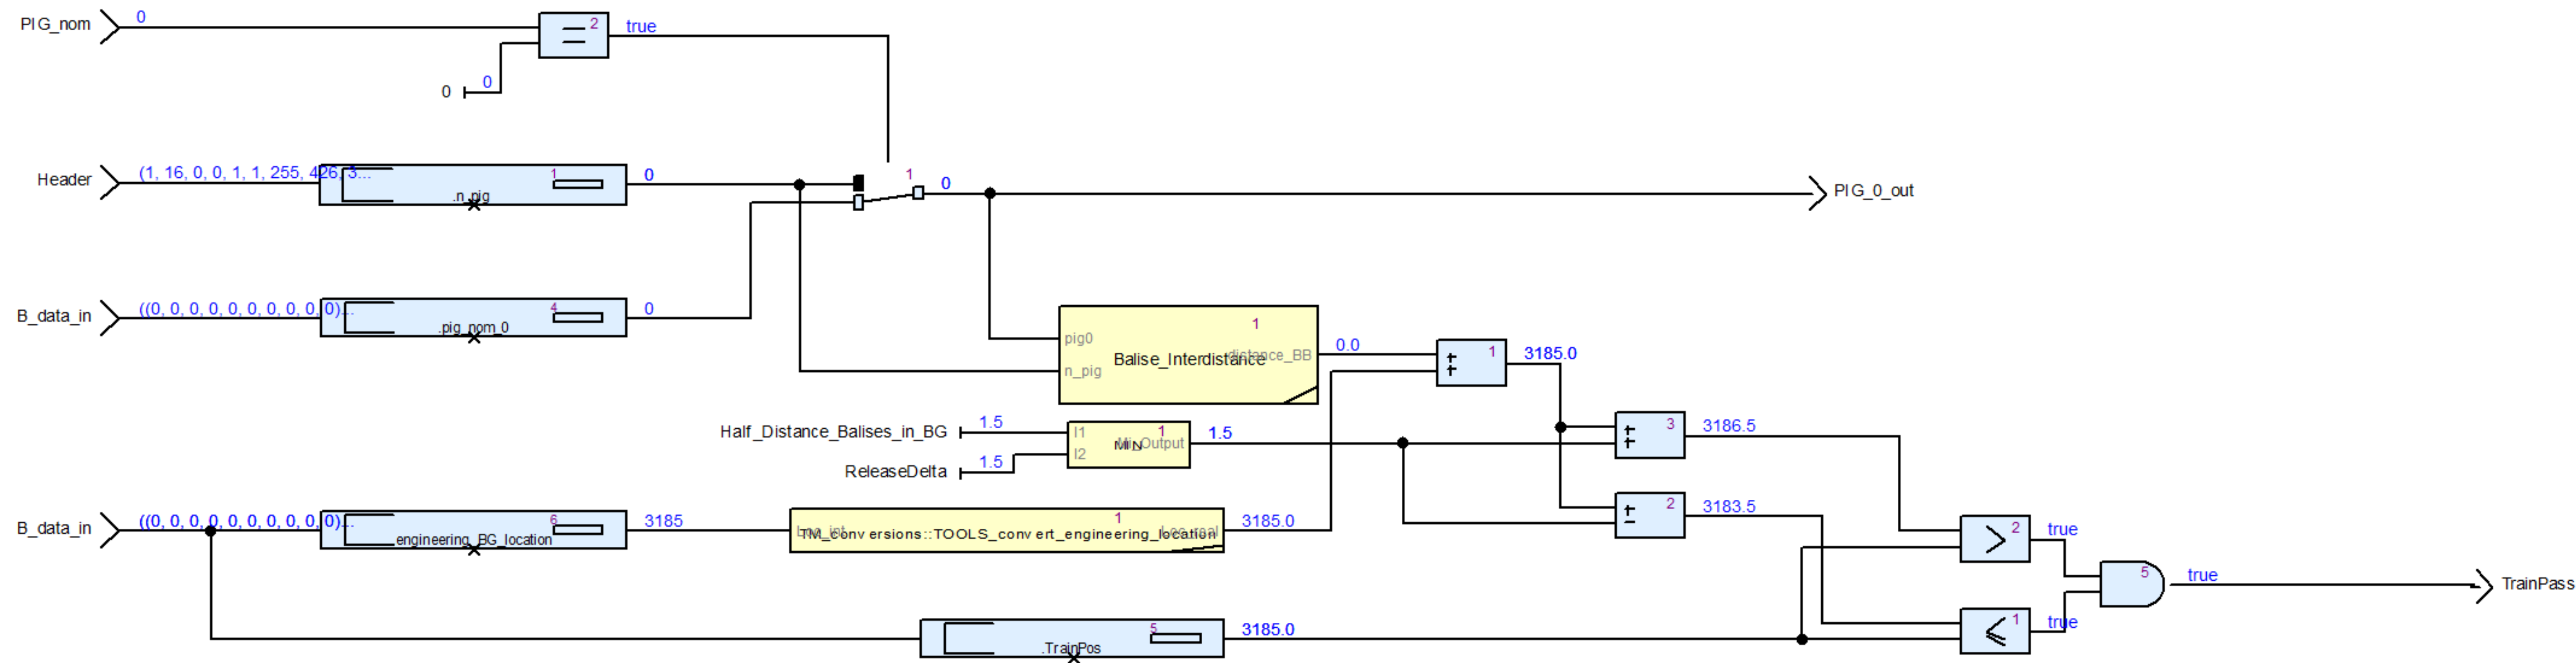 PIG_nom
0
2
true
0
0
Header
(1, 16, 0, 0, 1, 1, 255, 426, 3...
1
.n_pig
0
1
0
PIG_0_out
B_data_in
((0, 0, 0, 0, 0, 0, 0, 0, 0, 0)...
4
.pig_nom_0
0
1
pig0
Balise_Interdistance
distance_BB
n_pig
0.0
1
3185.0
Half_Distance_Balises_in_BG
1.5
I1
1
MIN
Output
1.5
I2
ReleaseDelta
1.5
3
3186.5
B_data_in
((0, 0, 0, 0, 0, 0, 0, 0, 0, 0)...
6
engineering_BG_location
3185
1
Loc_int
TM_conversions::TOOLS_convert_engineering_location
Loc_real
3185.0
2
3183.5
2
true
5
true
TrainPass
5
.TrainPos
3185.0
1
true